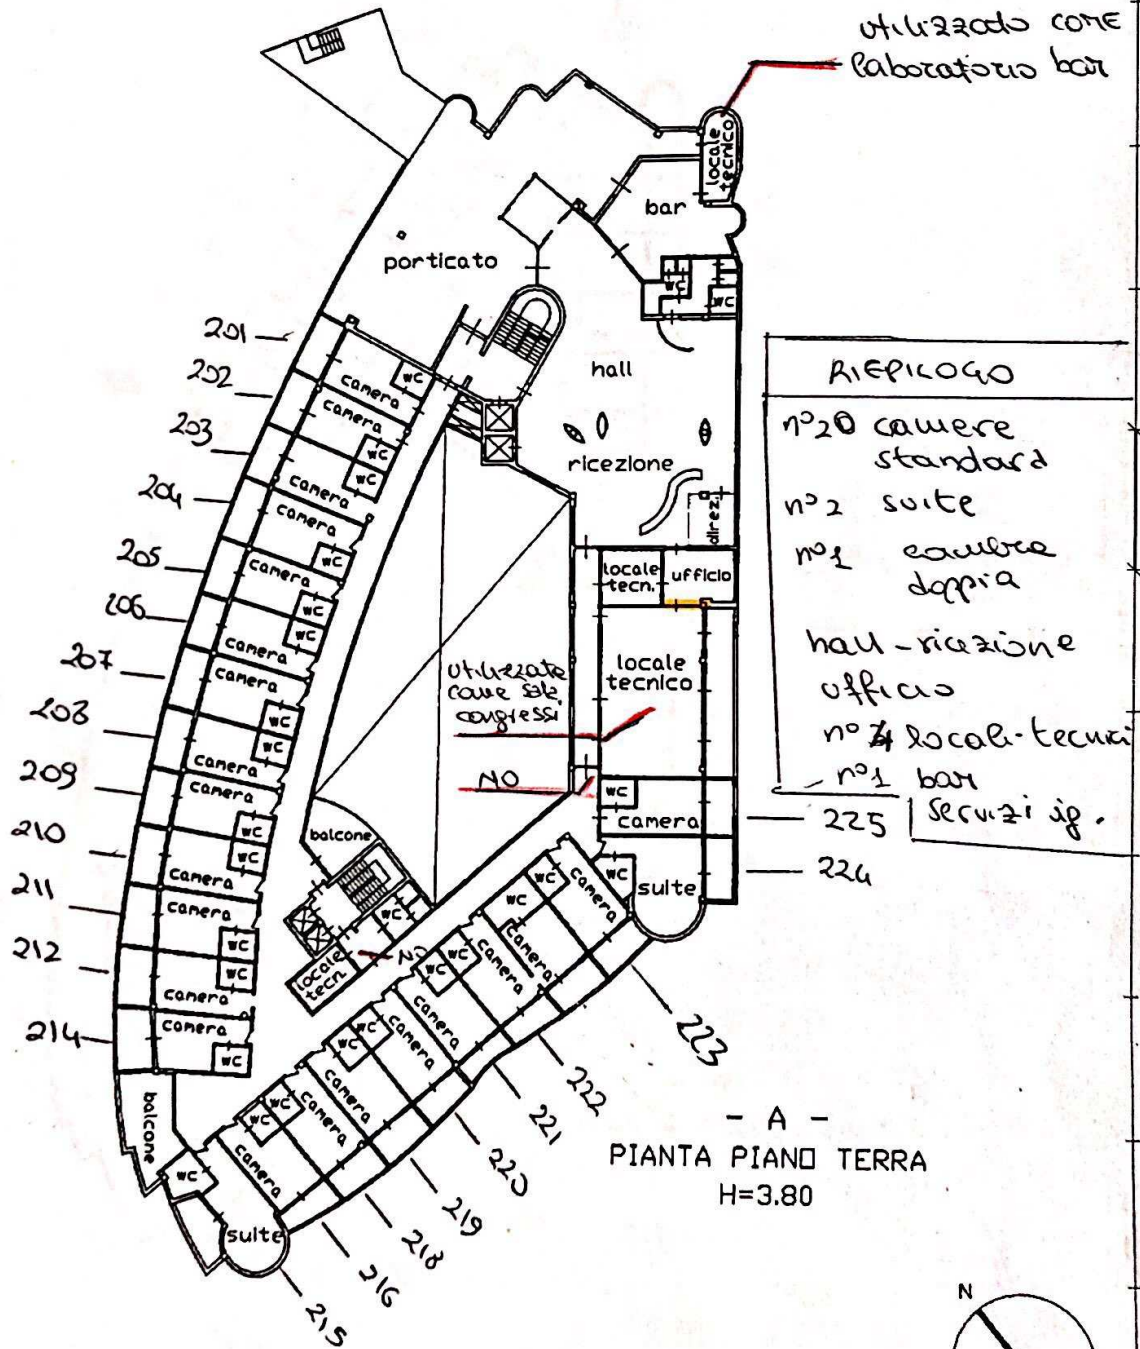 utilizzado COME
laboratorio bar
locale
tecnico
bar
porticato
WC
WC
hall
ricezione
direz.
locale
tecn.
ufficio
locale
tecnico
utilizzate
come sala
congressi
NO
WC
camera
WC
suite
RIEPILOGO
n°20 camere
standard
n°2 suite
n°1 camera
doppia
hall-ricezione
ufficio
n° 4 locali-tecnici
n°1 bar
servizi ig.
225
224
201
202
203
204
205
206
207
208
209
210
211
212
214
WC
camera
camera
WC
WC
camera
camera
WC
camera
WC
WC
camera
camera
WC
WC
camera
camera
WC
WC
camera
camera
WC
WC
camera
camera
WC
balcone
balcone
WC
locale
tecn.
NO
WC
suite
camera
WC
WC
camera
camera
WC
WC
camera
camera
WC
WC
camera
camera
WC
WC
camera
215
216
218
219
220
221
222
223
- A -
PIANTA PIANO TERRA
H=3.80
N